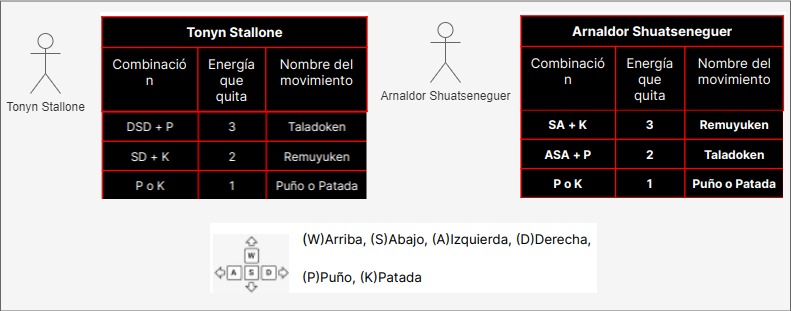 Tonyn Stallone
Combinació
n
Energía
que
quita
Nombre del
movimiento
DSD + P
3
Taladoken
SD + K
2
Remuyuken
P o K
1
Puño o Patada
Tonyn Stallone
Arnaldor Shuatseneguer
Combinació
n
Energía
que
quita
Nombre del
movimiento
SA + K
3
Remuyuken
ASA + P
2
Taladoken
P o K
1
Puño o Patada
Arnaldor Shuatseneguer
W
A
S
D
(W)Arriba, (S)Abajo, (A)Izquierda, (D)Derecha,
(P)Puño, (K)Patada